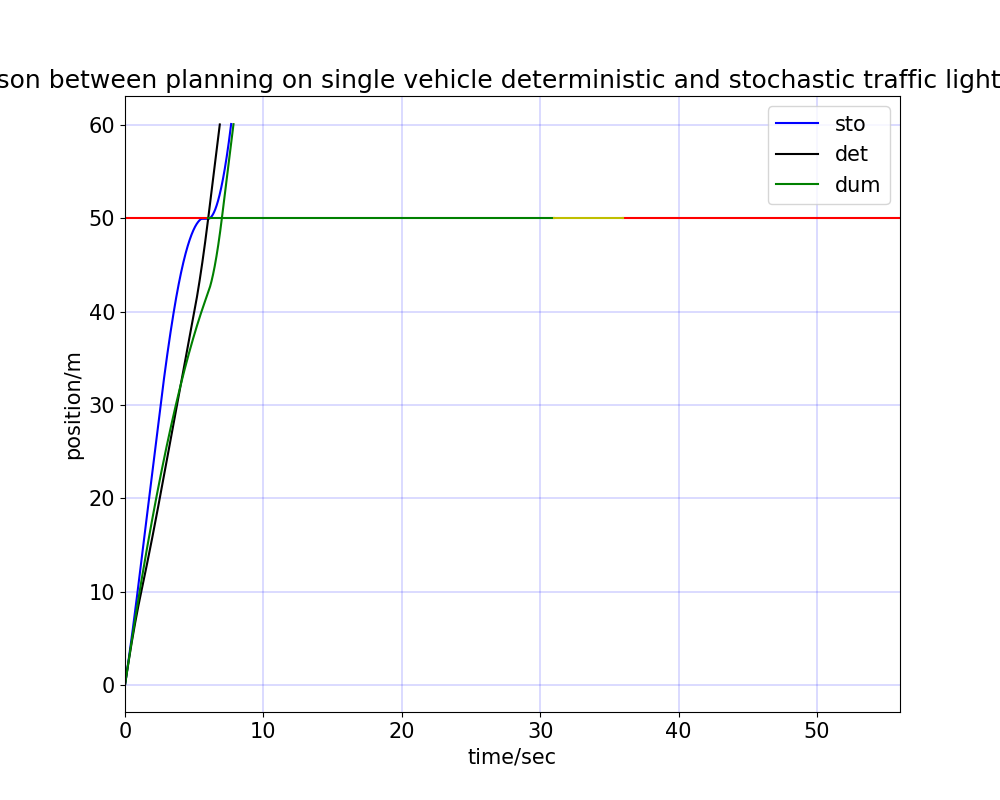 son between planning on single vehicle deterministic and stochastic traffic light
sto
det
dum
60
50
40
30
20
10
0
position/m
0 10 20 30 40 50
time/sec